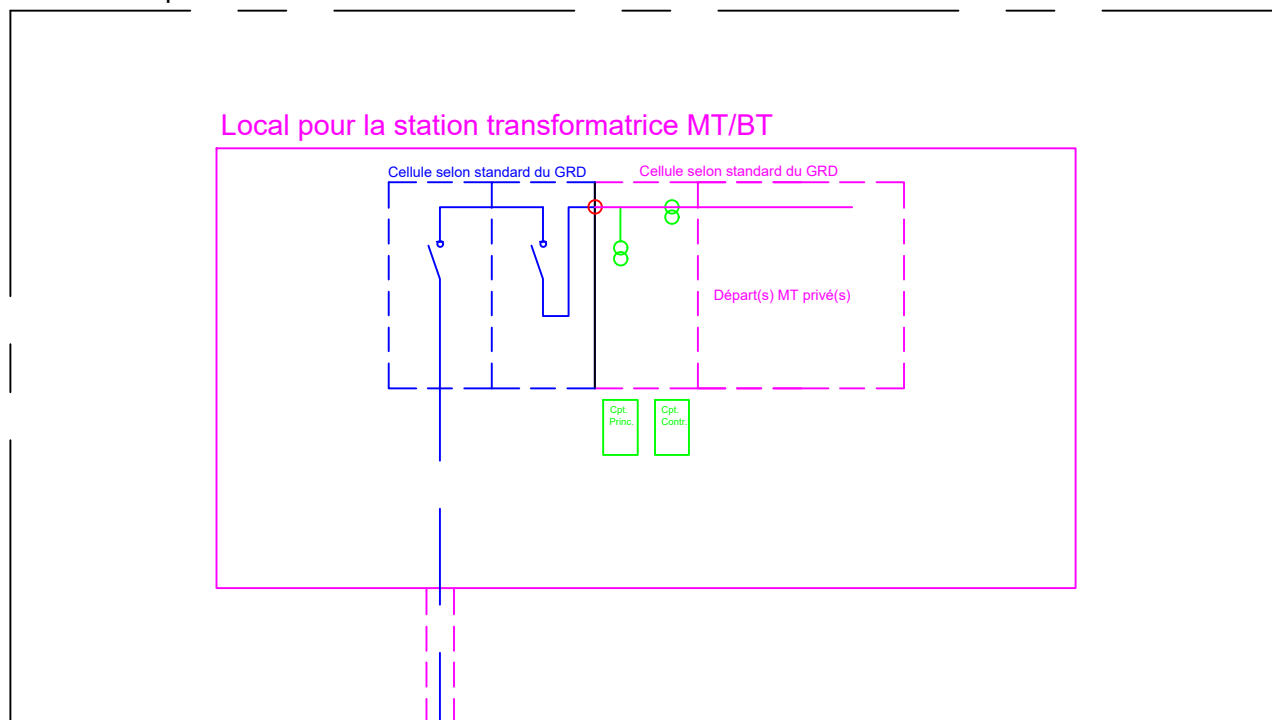 Local pour la station transformatrice MT/BT
Cellule selon standard du GRD
Cellule selon standard du GRD
Départ(s) MT privé(s)
Cpt.
Princ.
Cpt.
Contr.